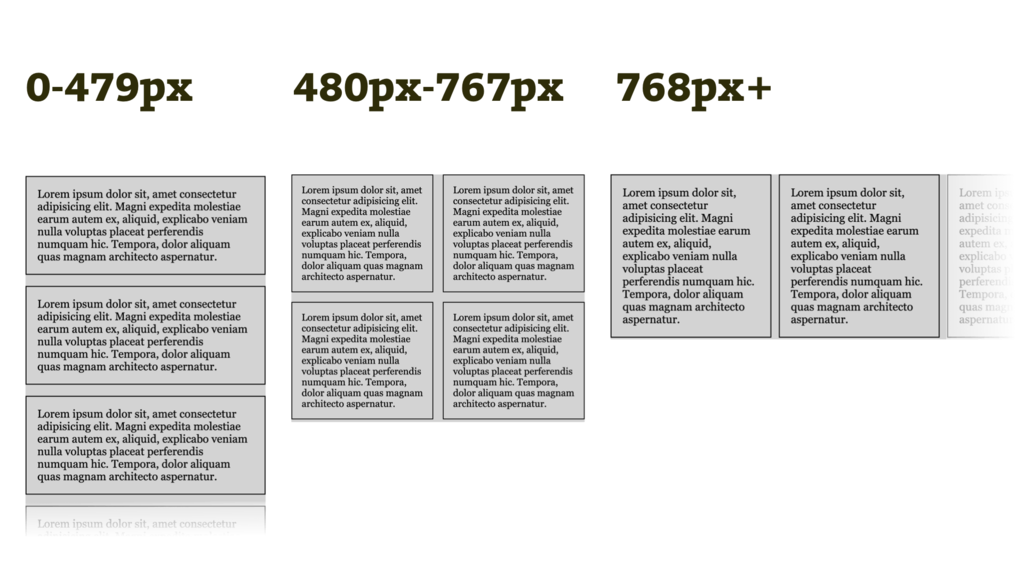 0-479px
480px-767px
768px+
Lorem ipsum dolor sit, amet consectetur
adipisicing elit. Magni expedita molestiae
earum autem ex, aliquid, explicabo veniam
nulla voluptas placeat perferendis
numquam hic. Tempora, dolor aliquam
quas magnam architecto aspernatur.
Lorem ipsum dolor sit, amet consectetur
adipisicing elit. Magni expedita molestiae
earum autem ex, aliquid, explicabo veniam
nulla voluptas placeat perferendis
numquam hic. Tempora, dolor aliquam
quas magnam architecto aspernatur.
Lorem ipsum dolor sit, amet consectetur
adipisicing elit. Magni expedita molestiae
earum autem ex, aliquid, explicabo veniam
nulla voluptas placeat perferendis
numquam hic. Tempora, dolor aliquam
quas magnam architecto aspernatur.
Lorem ipsum dolor sit, amet consectetur
Lorem ipsum dolor sit, amet
consectetur adipisicing elit.
Magni expedita molestiae
earum autem ex, aliquid,
explicabo veniam nulla
voluptas placeat perferendis
numquam hic. Tempora,
dolor aliquam quas magnam
architecto aspernatur.
Lorem ipsum dolor sit, amet
consectetur adipisicing elit.
Magni expedita molestiae
earum autem ex, aliquid,
explicabo veniam nulla
voluptas placeat perferendis
numquam hic. Tempora,
dolor aliquam quas magnam
architecto aspernatur.
Lorem ipsum dolor sit, amet
consectetur adipisicing elit.
Magni expedita molestiae
earum autem ex, aliquid,
explicabo veniam nulla
voluptas placeat perferendis
numquam hic. Tempora,
dolor aliquam quas magnam
architecto aspernatur.
Lorem ipsum dolor sit, amet
consectetur adipisicing elit.
Magni expedita molestiae
earum autem ex, aliquid,
explicabo veniam nulla
voluptas placeat perferendis
numquam hic. Tempora,
dolor aliquam quas magnam
architecto aspernatur.
Lorem ipsum dolor sit,
amet consectetur
adipisicing elit. Magni
expedita molestiae earum
autem ex, aliquid,
explicabo veniam nulla
voluptas placeat
perferendis numquam hic.
Tempora, dolor aliquam
quas magnam architecto
aspernatur.
Lorem ipsum dolor sit,
amet consectetur
adipisicing elit. Magni
expedita molestiae earum
autem ex, aliquid,
explicabo veniam nulla
voluptas placeat
perferendis numquam hic.
Tempora, dolor aliquam
quas magnam architecto
aspernatur.
Lorem
amet
expedita
autem ex,
explicabo
voluptas
Tempora,
quas